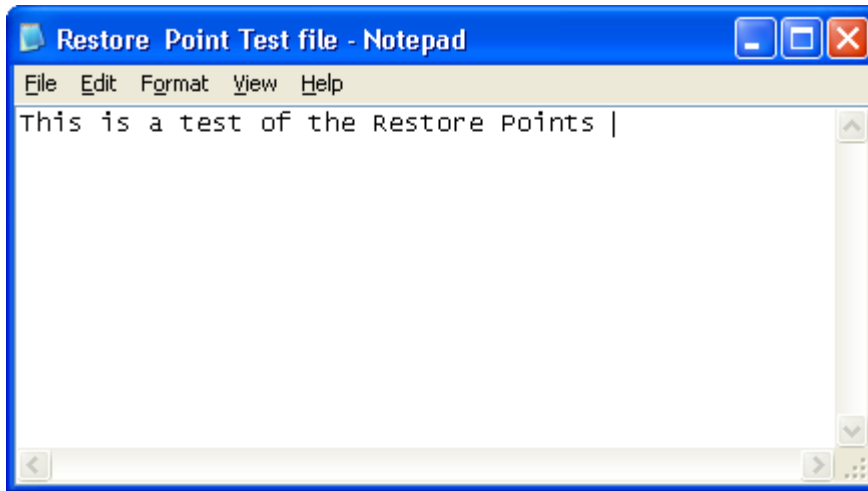 Restore  Point Test file - Notepad
File Edit Format View Help
This is a test of the Restore Points